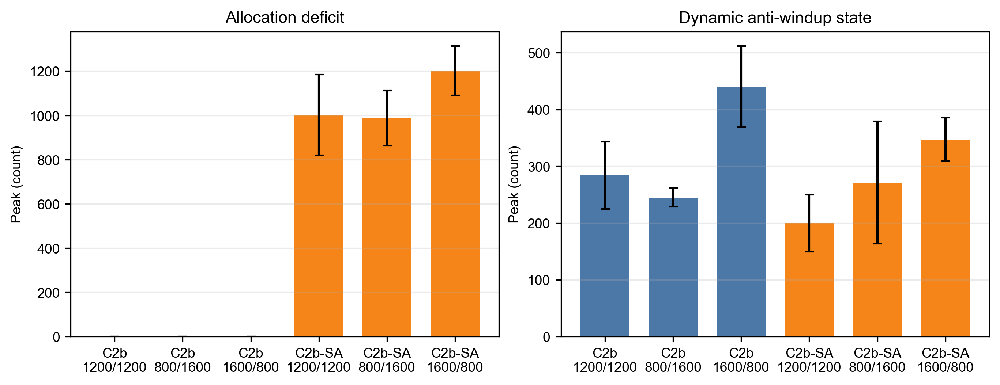 Allocation deficit
Peak (count)
1200
1000
800
600
400
200
0
C2b
1200/1200
C2b
800/1600
C2b
1600/800
C2b-SA
1200/1200
C2b-SA
800/1600
C2b-SA
1600/800
Dynamic anti-windup state
Peak (count)
500
400
300
200
100
0
C2b
1200/1200
C2b
800/1600
C2b
1600/800
C2b-SA
1200/1200
C2b-SA
800/1600
C2b-SA
1600/800